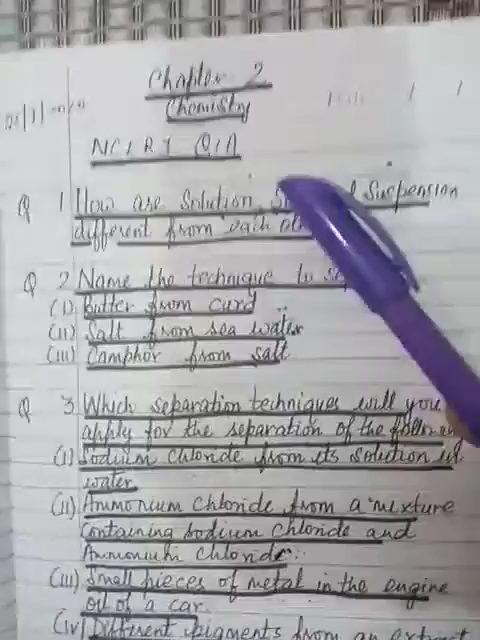 Chapter 2
Chemistry
NCERT Q/A
Q 1 How are solution, Suspension
different from each
Q 2 Name the technique to
(i) Butter from curd
(ii) Salt from sea water
(iii) Camphor from salt
Q 3 Which separation techniques will you
apply for the separation of the
(i) Sodium chloride from its solution in
water
(ii) Ammonium chloride from a mixture
containing sodium chloride and
Ammonium chloride.
(iii) Small pieces of metal in the engine
oil of a car.
(iv) Different pigments from an extract